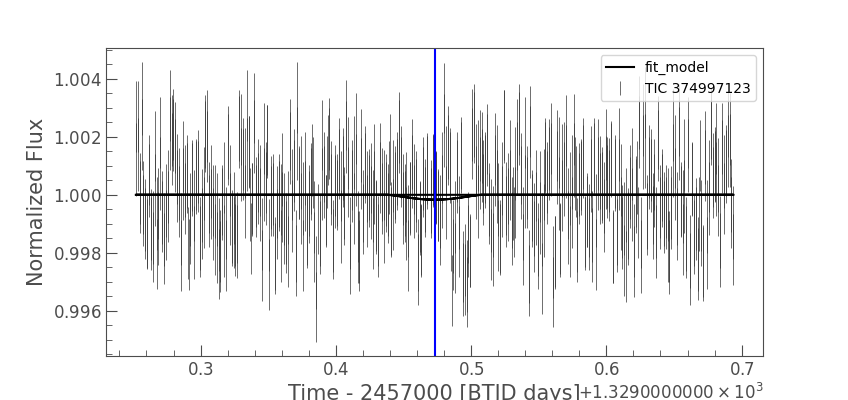 fit_model
TIC 374997123
Normalized Flux
1.004
1.002
1.000
0.998
0.996
0.3 0.4 0.5 0.6 0.7
Time - 2457000 [BTJD days]
+1.3290000000 × 10³